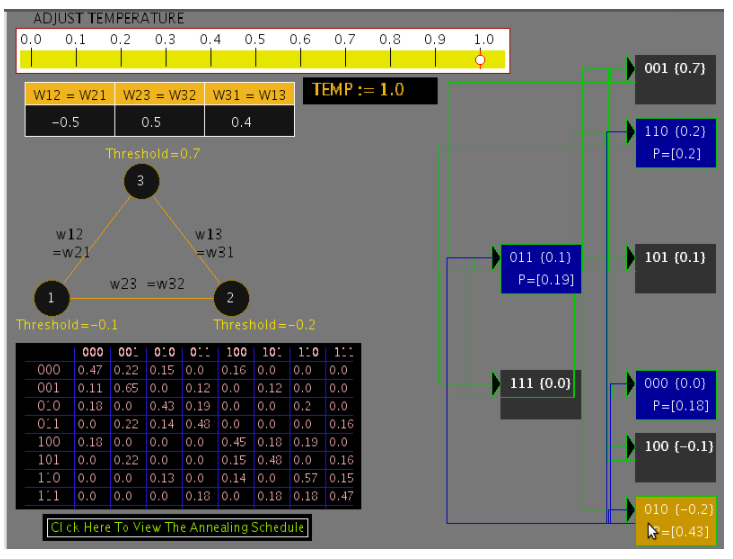 ADJUST TEMPERATURE
0.0 0.1 0.2 0.3 0.4 0.5 0.6 0.7 0.8 0.9 1.0
W12 = W21 W23 = W32 W31 = W13
-0.5 0.5 0.4
TEMP := 1.0
Threshold=0.7
3
w12
=w21
w13
=w31
w23 =w32
1
2
Threshold=-0.1
Threshold=-0.2
000 001 010 011 100 101 110 111
000 0.47 0.22 0.15 0.0 0.16 0.0 0.0 0.0
001 0.11 0.65 0.0 0.12 0.0 0.12 0.0 0.0
010 0.18 0.0 0.43 0.19 0.0 0.0 0.2 0.0
011 0.0 0.22 0.14 0.48 0.0 0.0 0.0 0.16
100 0.18 0.0 0.0 0.0 0.45 0.18 0.19 0.0
101 0.0 0.22 0.0 0.0 0.15 0.48 0.0 0.16
110 0.0 0.0 0.13 0.0 0.14 0.0 0.57 0.15
111 0.0 0.0 0.0 0.18 0.0 0.18 0.18 0.47
Click Here To View The Annealing Schedule
001 {0.7}
110 {0.2}
P=[0.2]
011 {0.1}
P=[0.19]
101 {0.1}
111 {0.0}
000 {0.0}
P=[0.18]
100 {-0.1}
010 {-0.2}
P=[0.43]